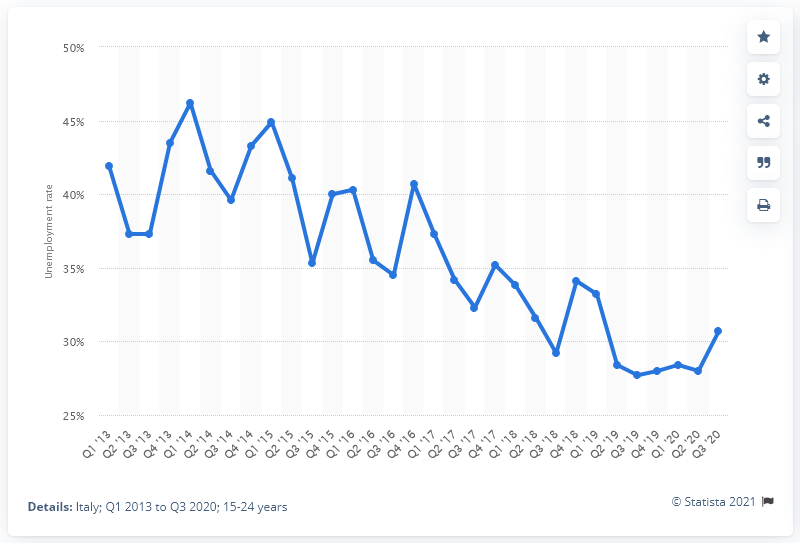 50%
45%
40%
35%
30%
25%
Unemployment rate
Q1 '13
Q2 '13
Q3 '13
Q4 '13
Q1 '14
Q2 '14
Q3 '14
Q4 '14
Q1 '15
Q2 '15
Q3 '15
Q4 '15
Q1 '16
Q2 '16
Q3 '16
Q4 '16
Q1 '17
Q2 '17
Q3 '17
Q4 '17
Q1 '18
Q2 '18
Q3 '18
Q4 '18
Q1 '19
Q2 '19
Q3 '19
Q4 '19
Q1 '20
Q2 '20
Q3 '20
Details: Italy; Q1 2013 to Q3 2020; 15-24 years
© Statista 2021